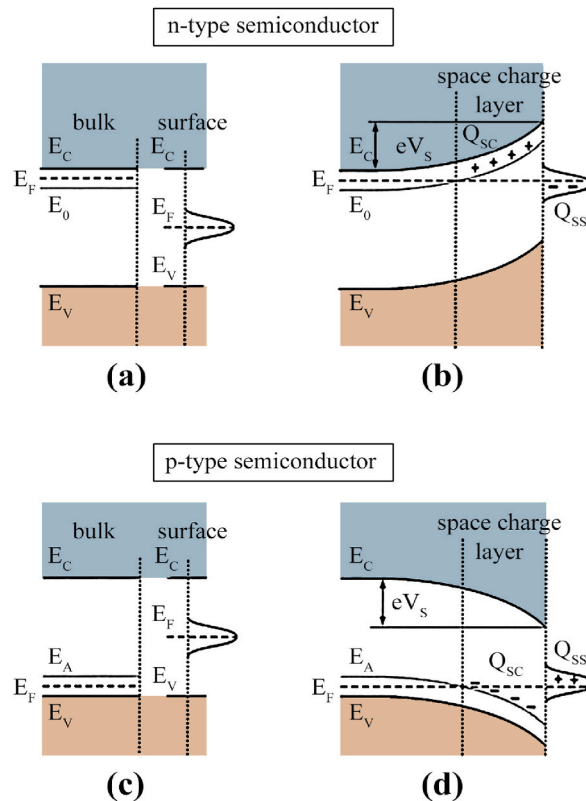 n-type semiconductor
bulk surface
E_C E_C
E_F
E_0
E_F
E_V
E_V
(a)
space charge
layer
E_C
eV_S
Q_SC
+ + + +
E_F
E_0
- -
Q_SS
E_V
(b)
p-type semiconductor
bulk surface
E_C E_C
E_F
E_A
E_F
E_V
E_V
(c)
space charge
layer
E_C
eV_S
E_A
Q_SC
Q_SS
+ +
E_F
- - - -
E_V
(d)